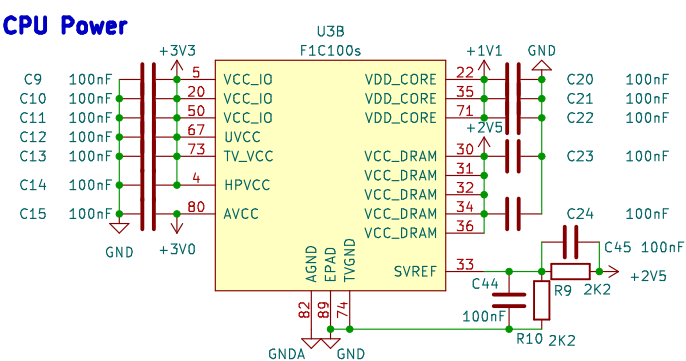 CPU Power
U3B
F1C100s
+3V3
+1V1
GND
C9 100nF 5 VCC_IO VDD_CORE 22 C20 100nF
C10 100nF 20 VCC_IO VDD_CORE 35 C21 100nF
C11 100nF 50 VCC_IO VDD_CORE 71 C22 100nF
C12 100nF 67 UVCC +2V5
C13 100nF 73 TV_VCC VCC_DRAM 30 C23 100nF
VCC_DRAM 31
C14 100nF 4 HPVCC VCC_DRAM 32
C15 100nF 80 AVCC VCC_DRAM 34 C24 100nF
VCC_DRAM 36
GND
+3V0
C45 100nF
AGND EPAD TVGND
SVREF 33
+2V5
C44 R9 2K2
82 89 74
100nF
R10 2K2
GNDA GND